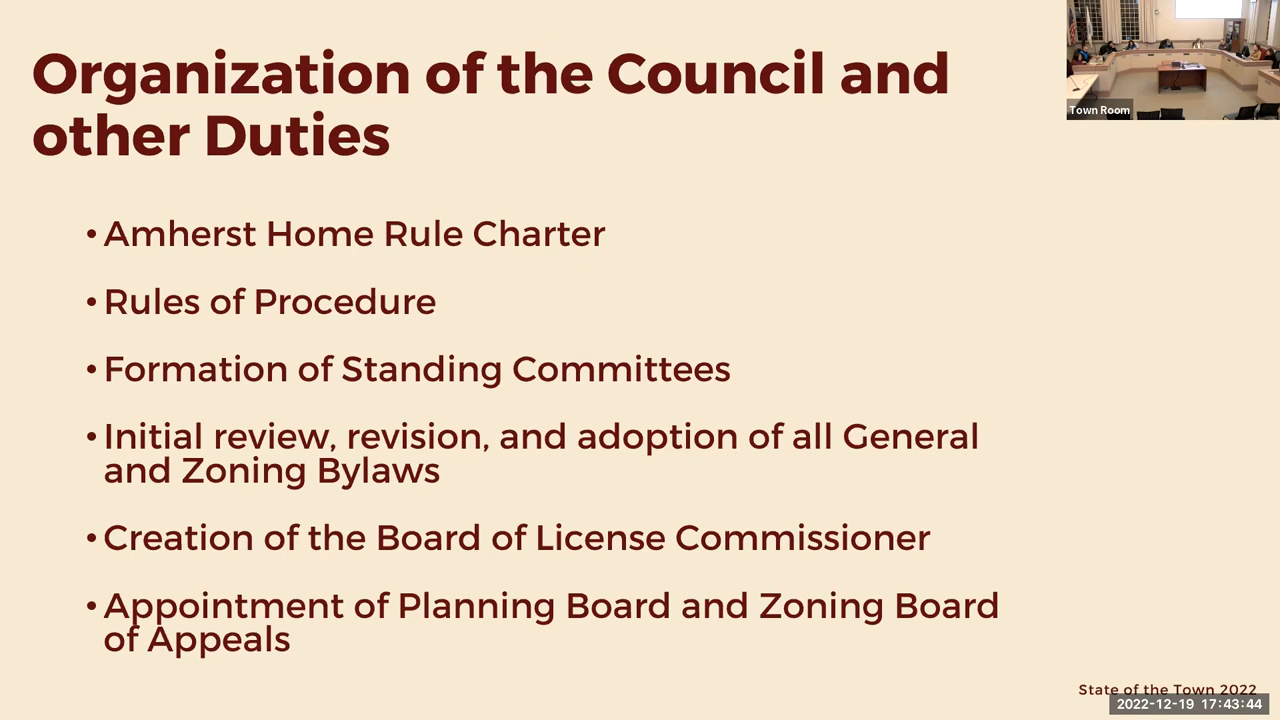 Organization of the Council and
other Duties
Town Room
• Amherst Home Rule Charter
• Rules of Procedure
• Formation of Standing Committees
• Initial review, revision, and adoption of all General
and Zoning Bylaws
• Creation of the Board of License Commissioner
• Appointment of Planning Board and Zoning Board
of Appeals
State of the Town 2022
2022-12-19 17:43:44